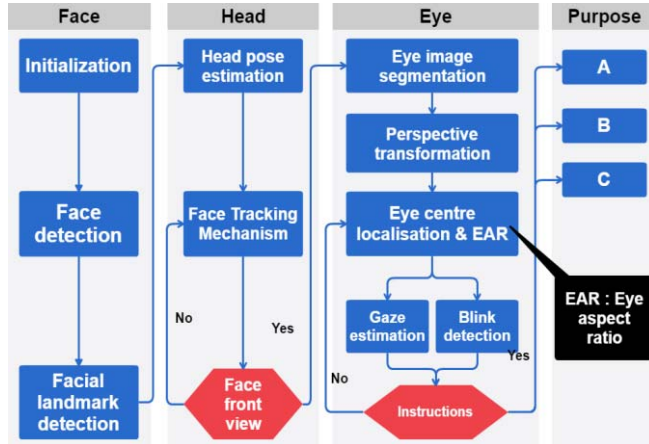 Face
Initialization
Face
detection
Facial
landmark
detection
Head
Head pose
estimation
Face Tracking
Mechanism
No
Yes
Face
front
view
Eye
Eye image
segmentation
Perspective
transformation
Eye centre
localisation & EAR
Gaze
estimation
Blink
detection
No
Yes
Instructions
EAR : Eye
aspect
ratio
Purpose
A
B
C